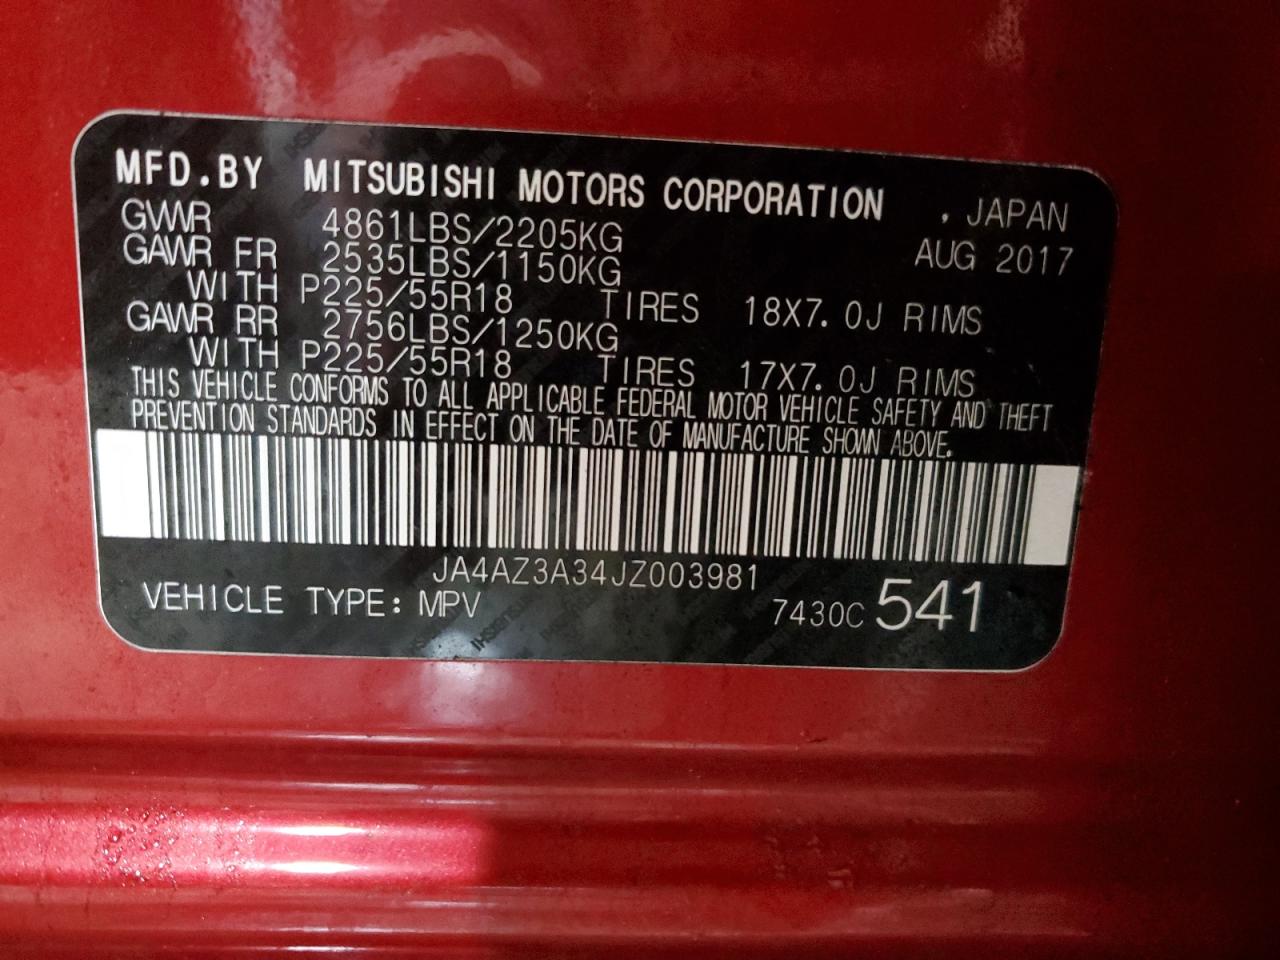 MFD.BY MITSUBISHI MOTORS CORPORATION , JAPAN
GVWR 4861LBS/2205KG AUG 2017
GAWR FR 2535LBS/1150KG
WITH P225/55R18 TIRES 18X7.0J RIMS
GAWR RR 2756LBS/1250KG
WITH P225/55R18 TIRES 17X7.0J RIMS
THIS VEHICLE CONFORMS TO ALL APPLICABLE FEDERAL MOTOR VEHICLE SAFETY AND THEFT
PREVENTION STANDARDS IN EFFECT ON THE DATE OF MANUFACTURE SHOWN ABOVE.
JA4AZ3A34JZ003981
VEHICLE TYPE: MPV 7430C 541